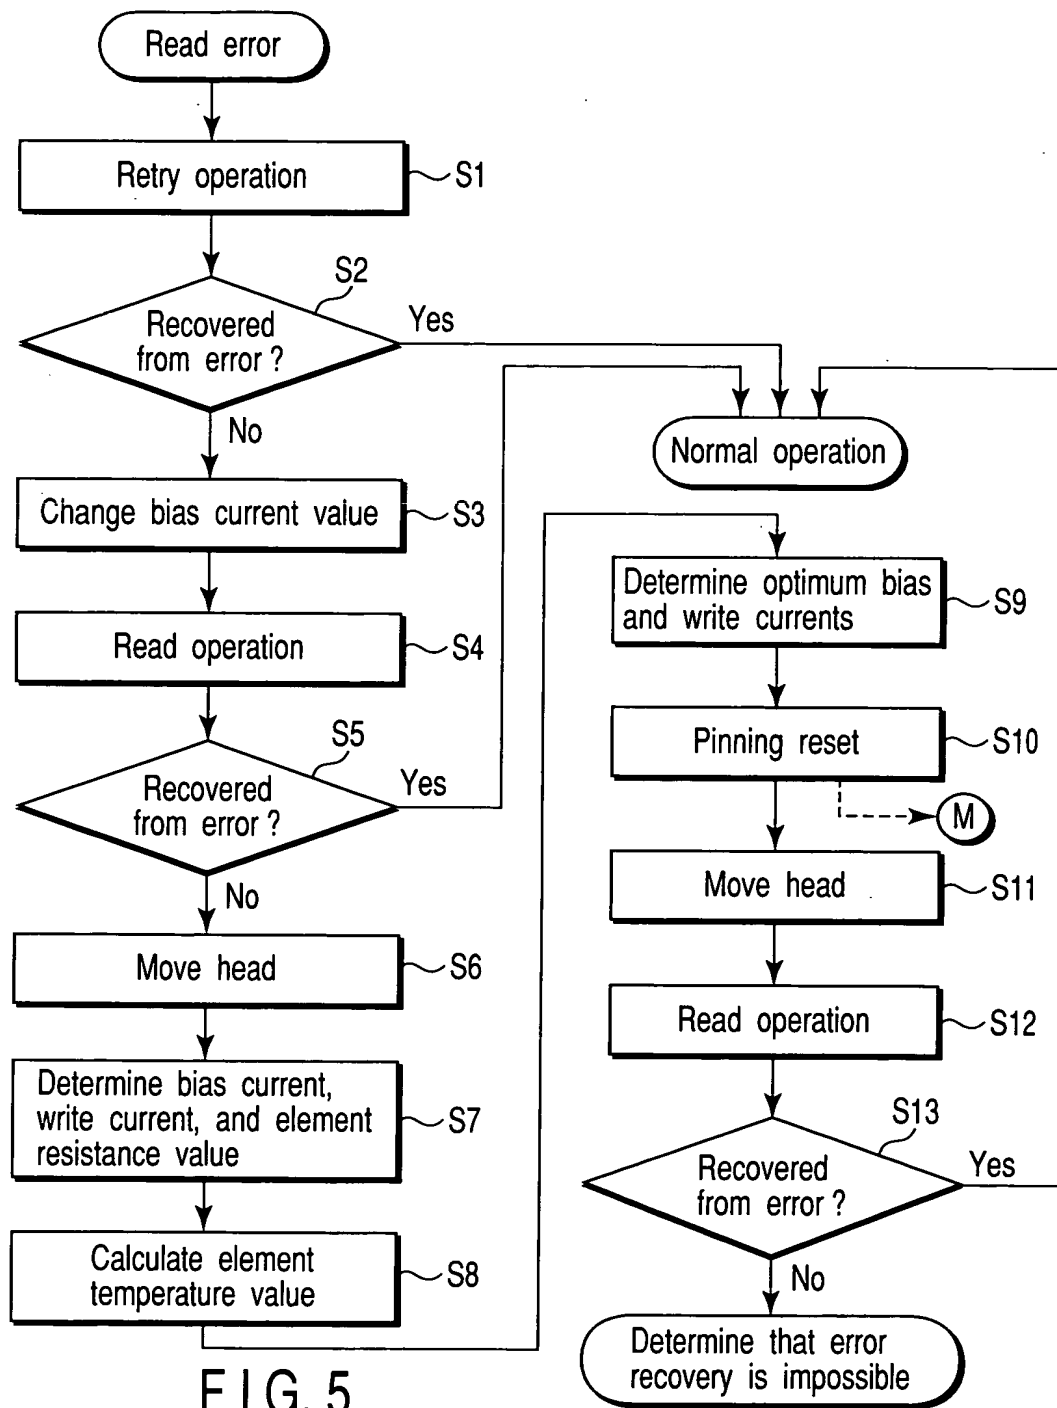 Read error
Retry operation
S1
S2
Recovered
from error?
Yes
No
Change bias current value
S3
Read operation
S4
S5
Recovered
from error?
Yes
No
Move head
S6
Determine bias current,
write current, and element
resistance value
S7
Calculate element
temperature value
S8
Normal operation
Determine optimum bias
and write currents
S9
Pinning reset
S10
M
Move head
S11
Read operation
S12
S13
Recovered
from error?
Yes
No
Determine that error
recovery is impossible
FIG. 5